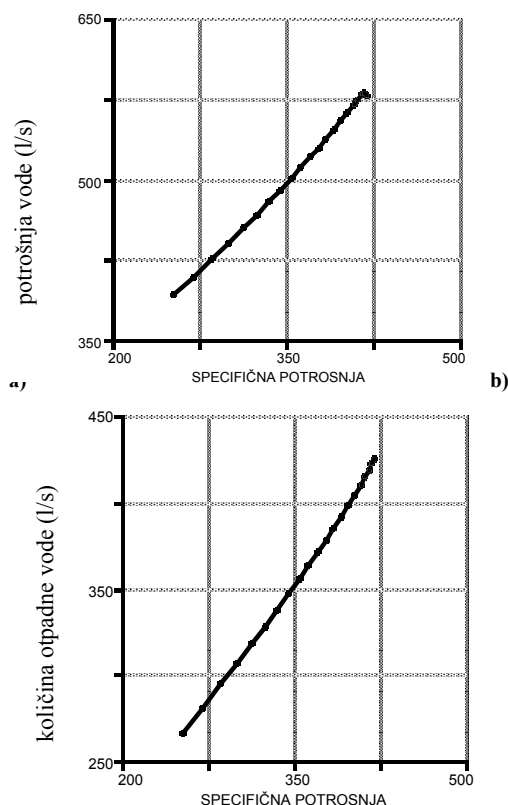 650
potrošnja vode (l/s)
500
350
200 350 500
SPECIFIČNA POTROSNJA
a) b)
450
količina otpadne vode (l/s)
350
250
200 350 500
SPECIFIČNA POTROSNJA